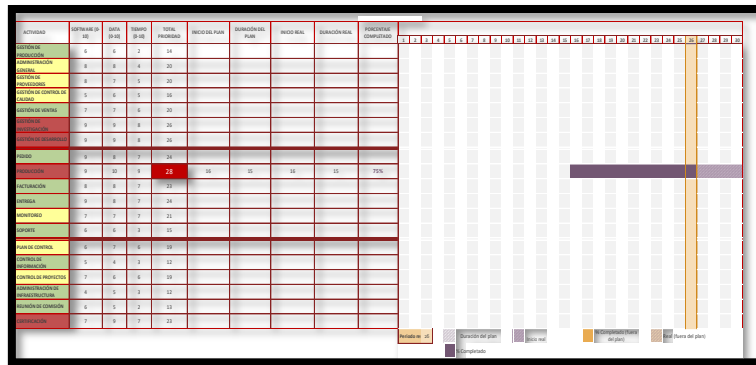 ACTIVIDAD SOFTWARE (0-10) DATA (0-10) TIEMPO (0-10) TOTAL PRIORIDAD INICIO DEL PLAN DURACIÓN DEL PLAN INICIO REAL DURACIÓN REAL PORCENTAJE COMPLETADO
1 2 3 4 5 6 7 8 9 10 11 12 13 14 15 16 17 18 19 20 21 22 23 24 25 26 27 28 29 30
GESTIÓN DE PRODUCCIÓN 6 6 2 14
ADMINISTRACIÓN GENERAL 8 8 4 20
GESTIÓN DE PROVEEDORES 8 7 5 20
GESTIÓN DE CONTROL DE CALIDAD 5 6 5 16
GESTIÓN DE VENTAS 7 7 6 20
GESTIÓN DE INVESTIGACIÓN 9 9 8 26
GESTIÓN DE DESARROLLO 9 9 8 26
PEDIDO 9 8 7 24
PRODUCCIÓN 9 10 9 28 16 15 16 15 75%
FACTURACIÓN 8 8 7 23
ENTREGA 9 8 7 24
MONITOREO 7 7 7 21
SOPORTE 6 6 3 15
PLAN DE CONTROL 6 7 6 19
CONTROL DE INFORMACIÓN 5 4 3 12
CONTROL DE PROYECTOS 7 6 6 19
ADMINISTRACIÓN DE INFRAESTRUCTURA 4 5 3 12
REUNIÓN DE COMISIÓN 6 5 2 13
CERTIFICACIÓN 7 9 7 23
Duración del plan Inicio real % Completado (fuera del plan) Real (fuera del plan)
% Completado